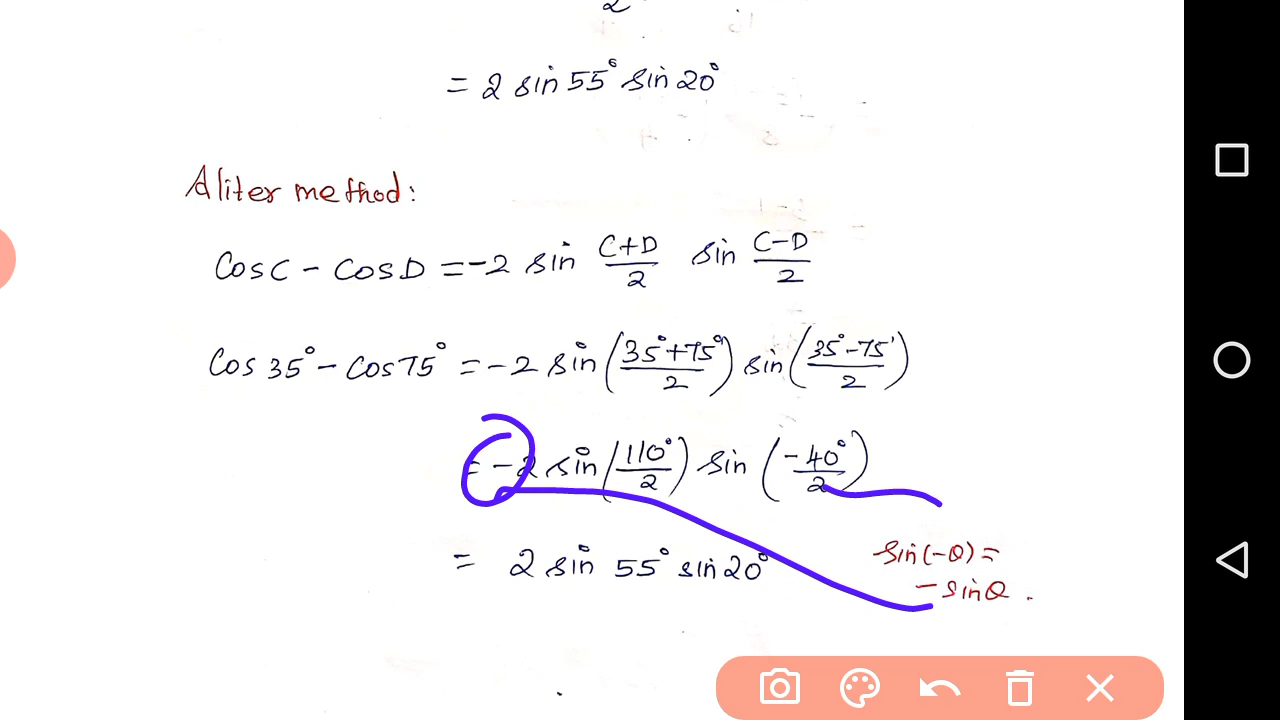 2
= 2 sin 55° sin 20°
Aliter method:
Cos C - Cos D = -2 sin (C+D)/2 sin (C-D)/2
Cos 35° - Cos 75° = -2 sin ((35°+75°)/2) sin ((35°-75')/2)
= -2 sin (110°/2) sin (-40°/2)
= 2 sin 55° sin 20°
sin(-θ) =
- sin θ .